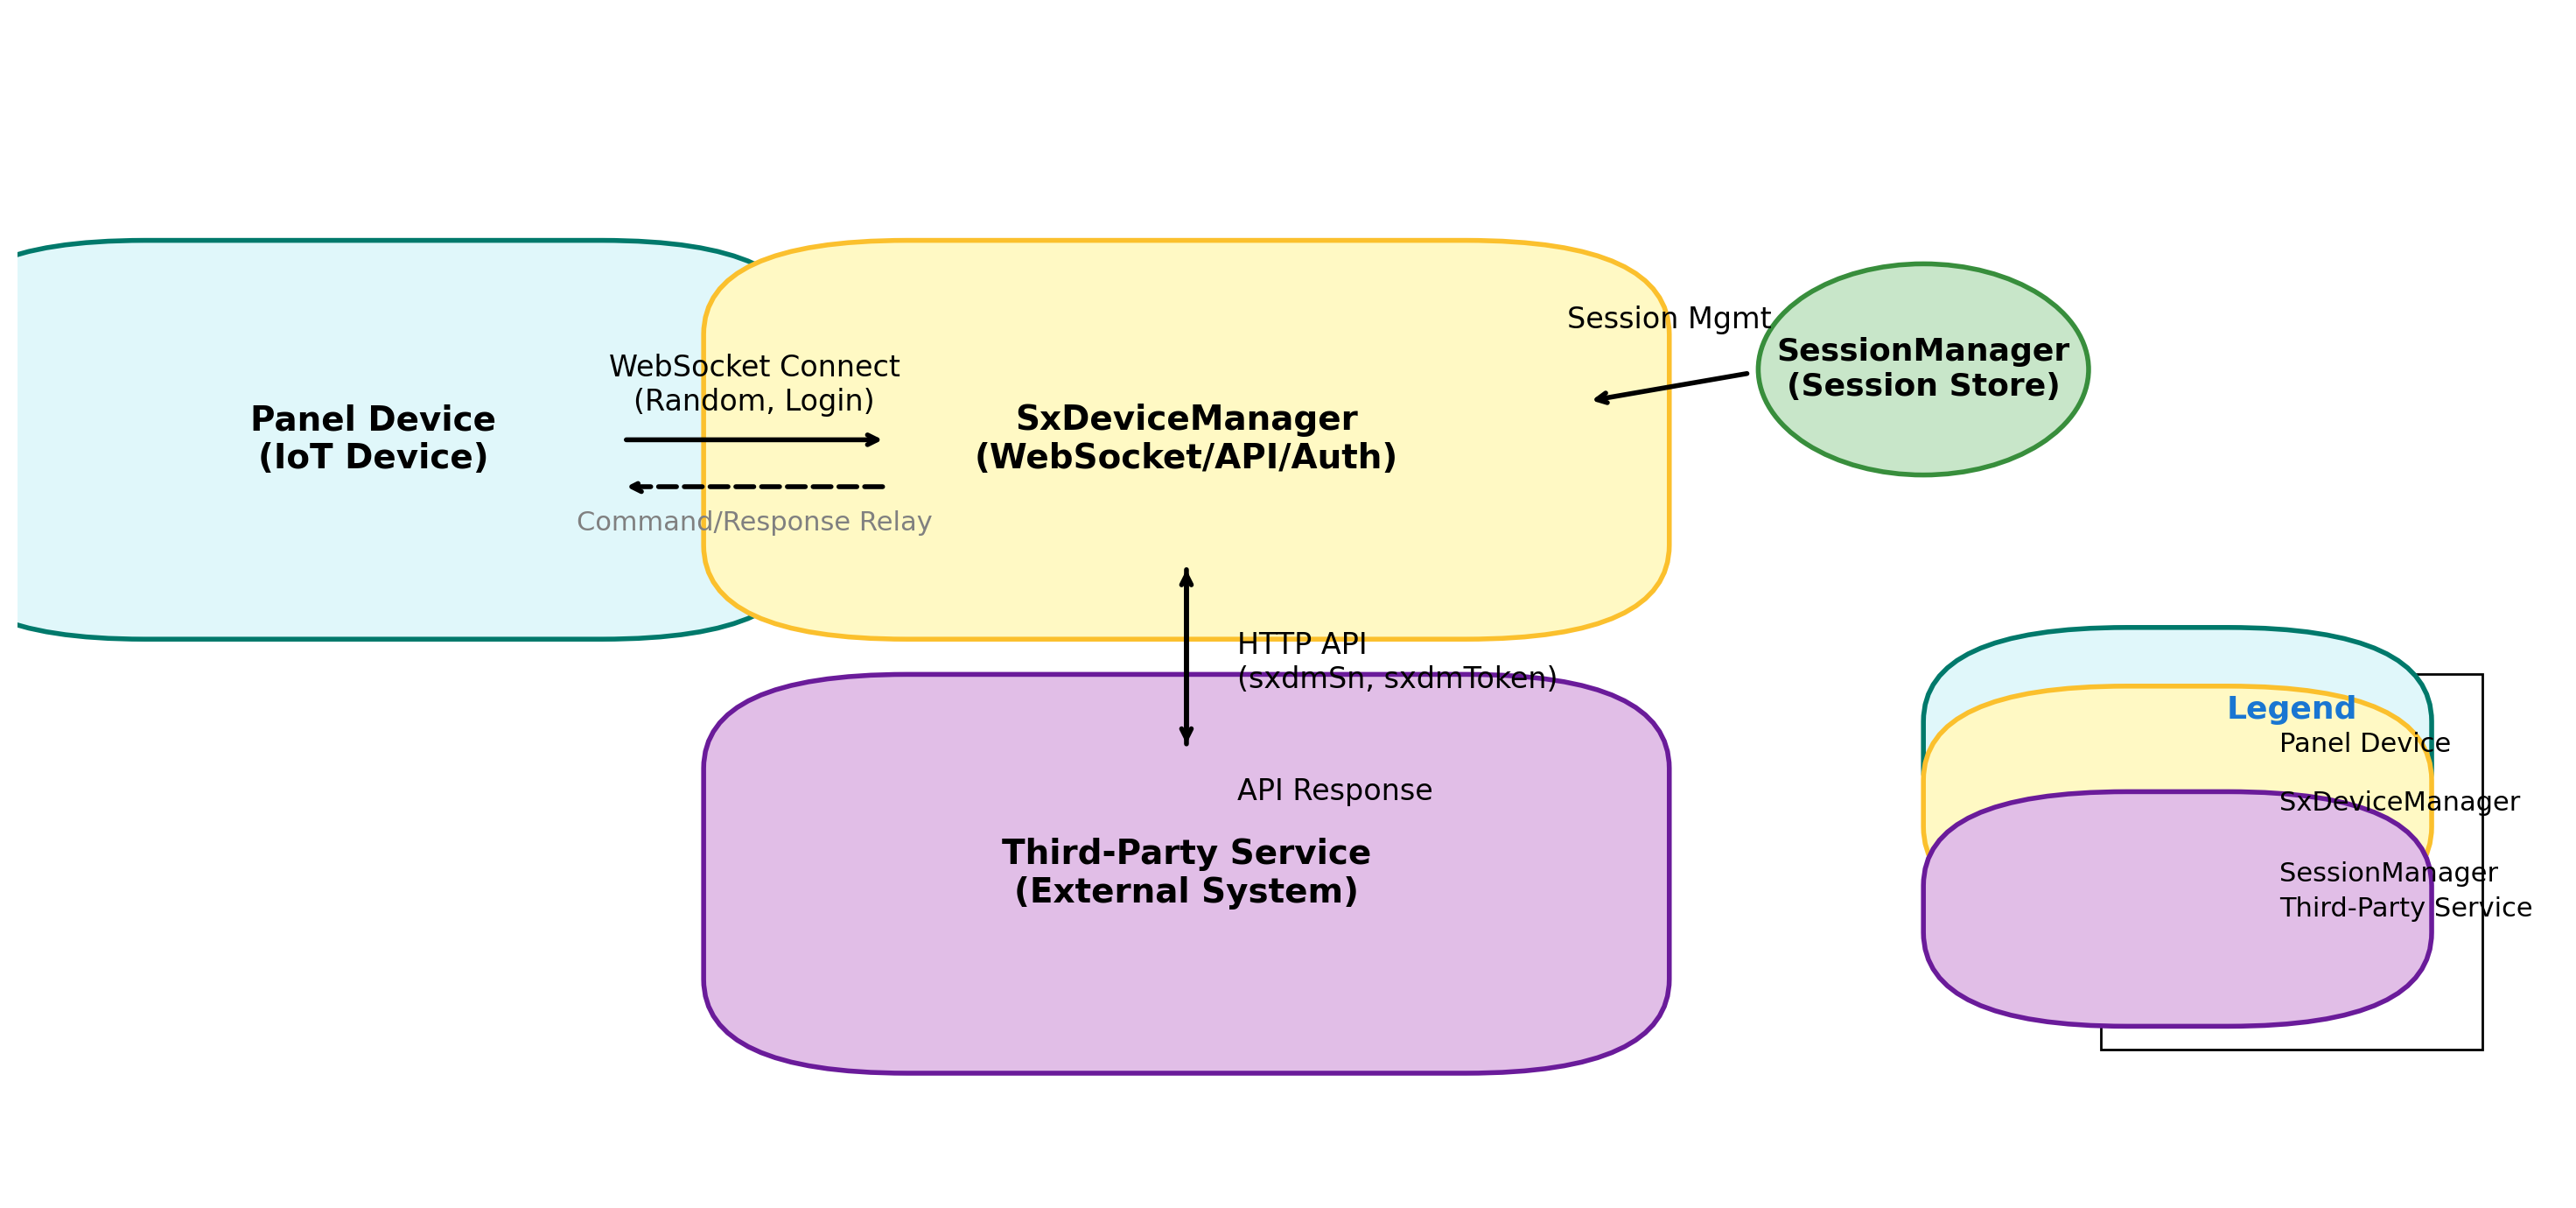 Panel Device
(IoT Device)
WebSocket Connect
(Random, Login)
Command/Response Relay
SxDeviceManager
(WebSocket/API/Auth)
Session Mgmt
SessionManager
(Session Store)
HTTP API
(sxdmSn, sxdmToken)
API Response
Third-Party Service
(External System)
Legend
Panel Device
SxDeviceManager
SessionManager
Third-Party Service